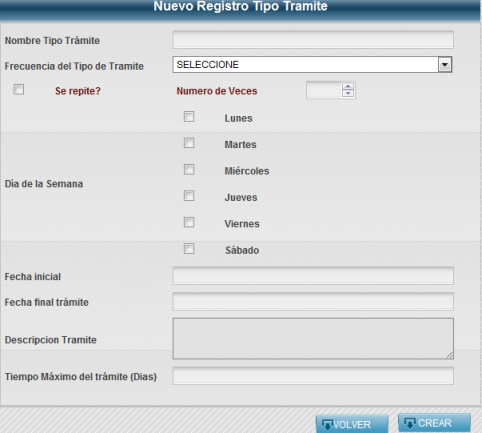 Nuevo Registro Tipo Tramite
Nombre Tipo Trámite
Frecuencia del Tipo de Tramite SELECCIONE
Se repite? Numero de Veces
Lunes
Martes
Miércoles
Día de la Semana
Jueves
Viernes
Sábado
Fecha inicial
Fecha final trámite
Descripcion Tramite
Tiempo Máximo del trámite (Días)
VOLVER CREAR